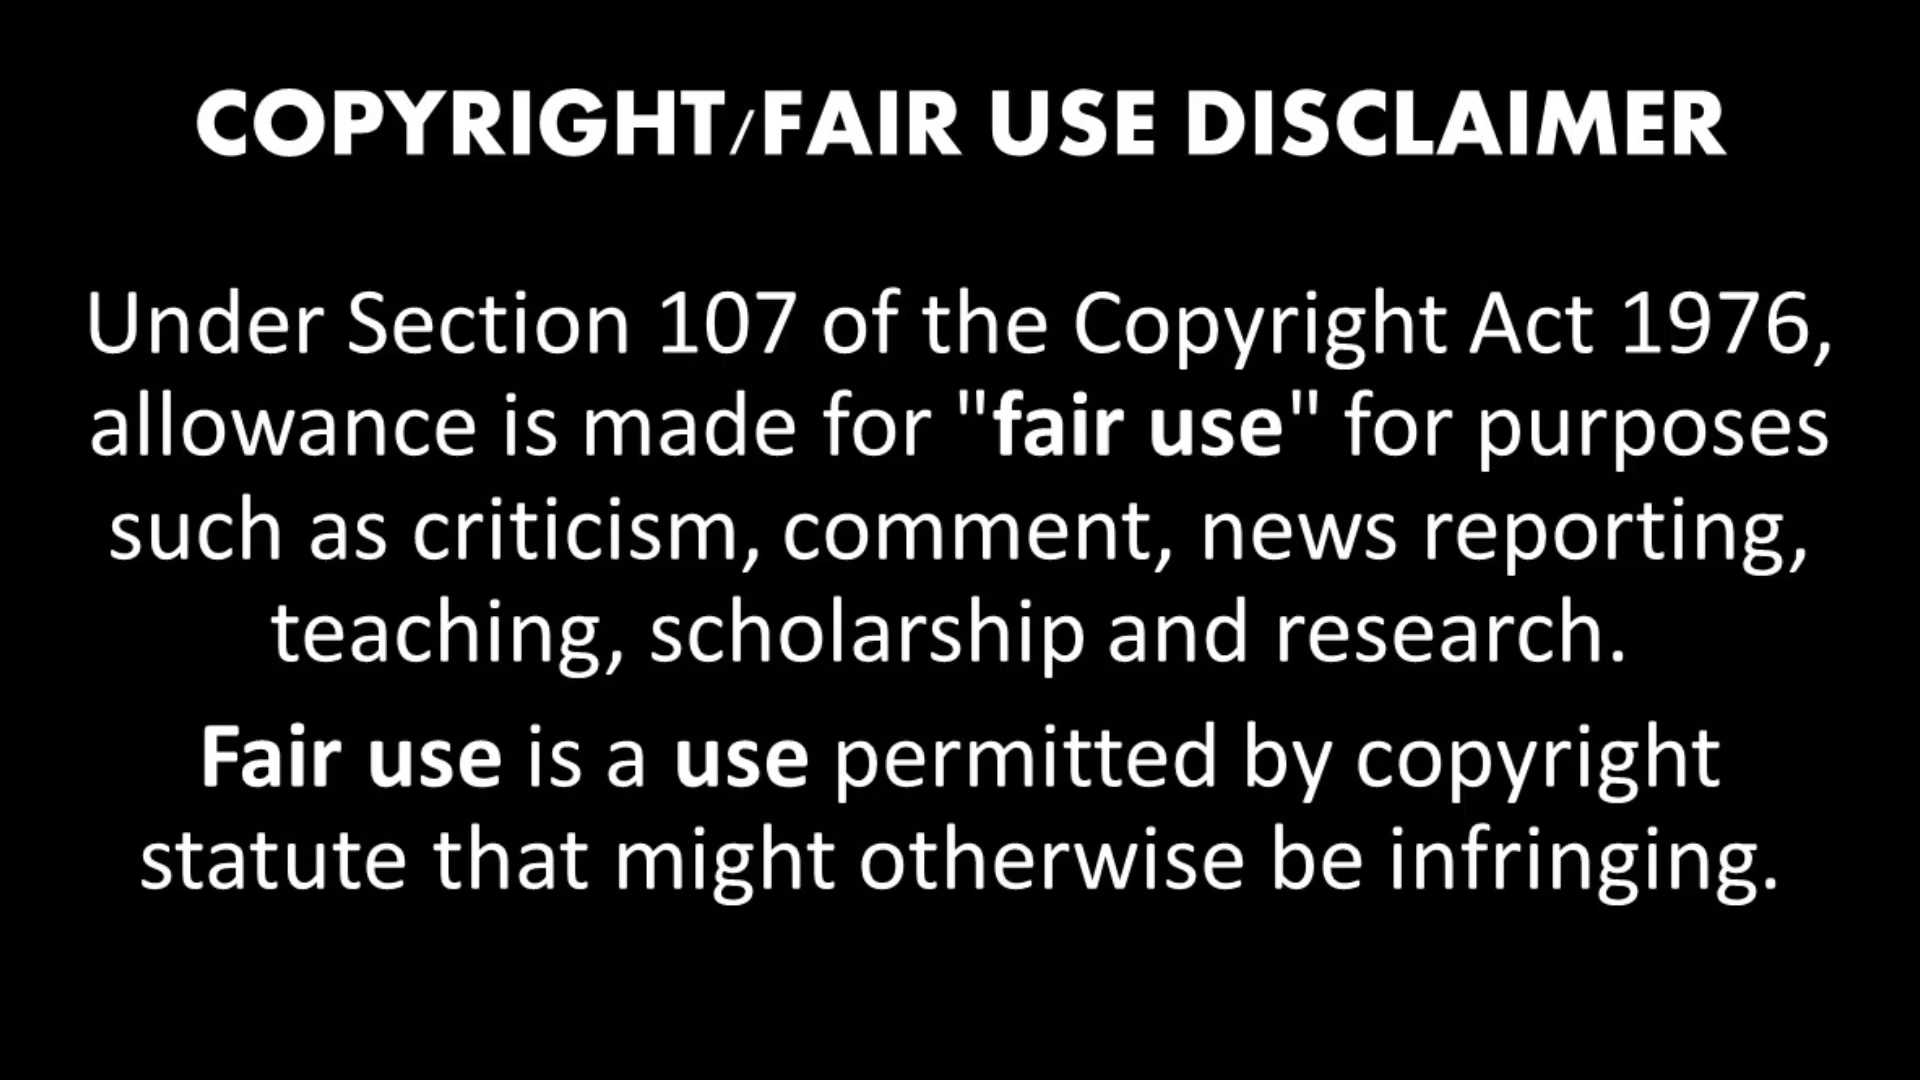 COPYRIGHT/FAIR USE DISCLAIMER
Under Section 107 of the Copyright Act 1976,
allowance is made for "fair use" for purposes
such as criticism, comment, news reporting,
teaching, scholarship and research.
Fair use is a use permitted by copyright
statute that might otherwise be infringing.